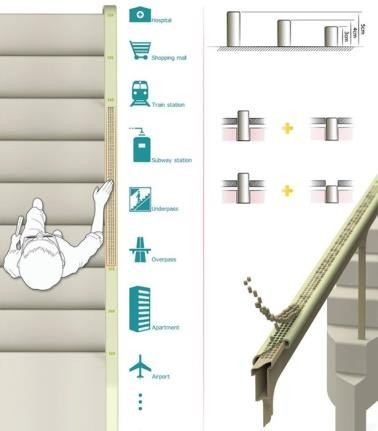 Hospital
Shopping mall
Train station
Subway station
Underpass
Overpass
Apartment
Airport
5cm
4cm
3cm